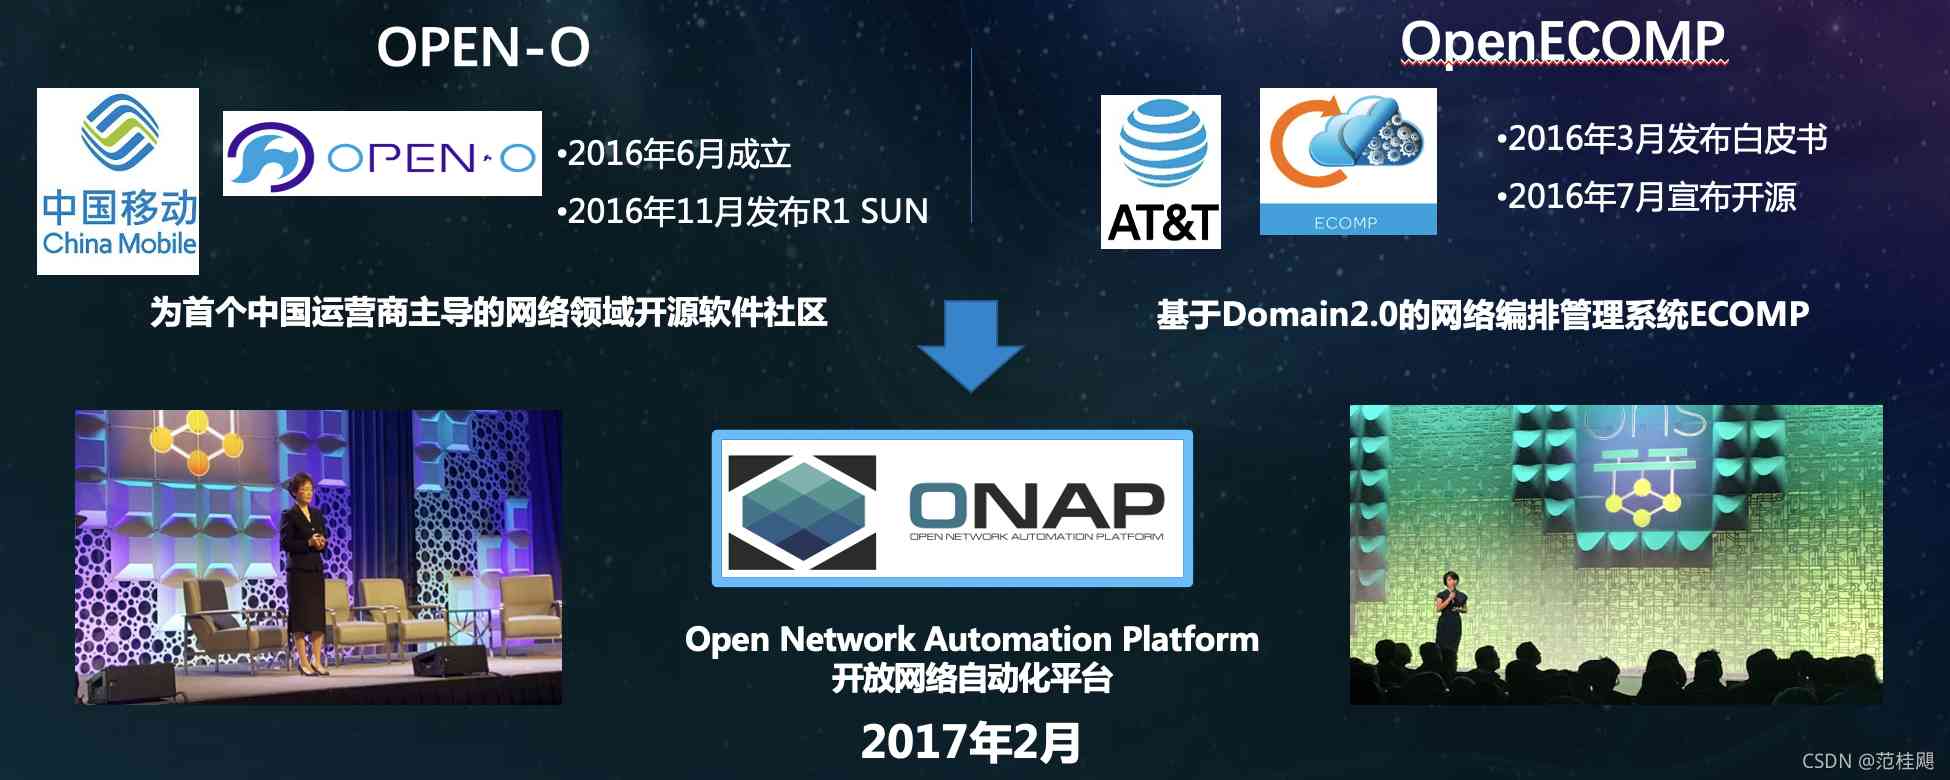 OPEN-O
OpenECOMP
中国移动
China Mobile
OPEN-O
•2016年6月成立
•2016年11月发布R1 SUN
AT&T
ECOMP
•2016年3月发布白皮书
•2016年7月宣布开源
为首个中国运营商主导的网络领域开源软件社区
基于Domain2.0的网络编排管理系统ECOMP
ONAP
OPEN NETWORK AUTOMATION PLATFORM
ons
Open Network Automation Platform
开放网络自动化平台
2017年2月
CSDN @范桂飓